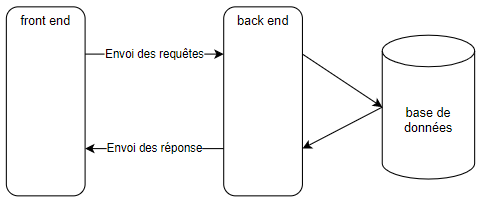 front end
back end
Envoi des requêtes
base de
données
Envoi des réponse